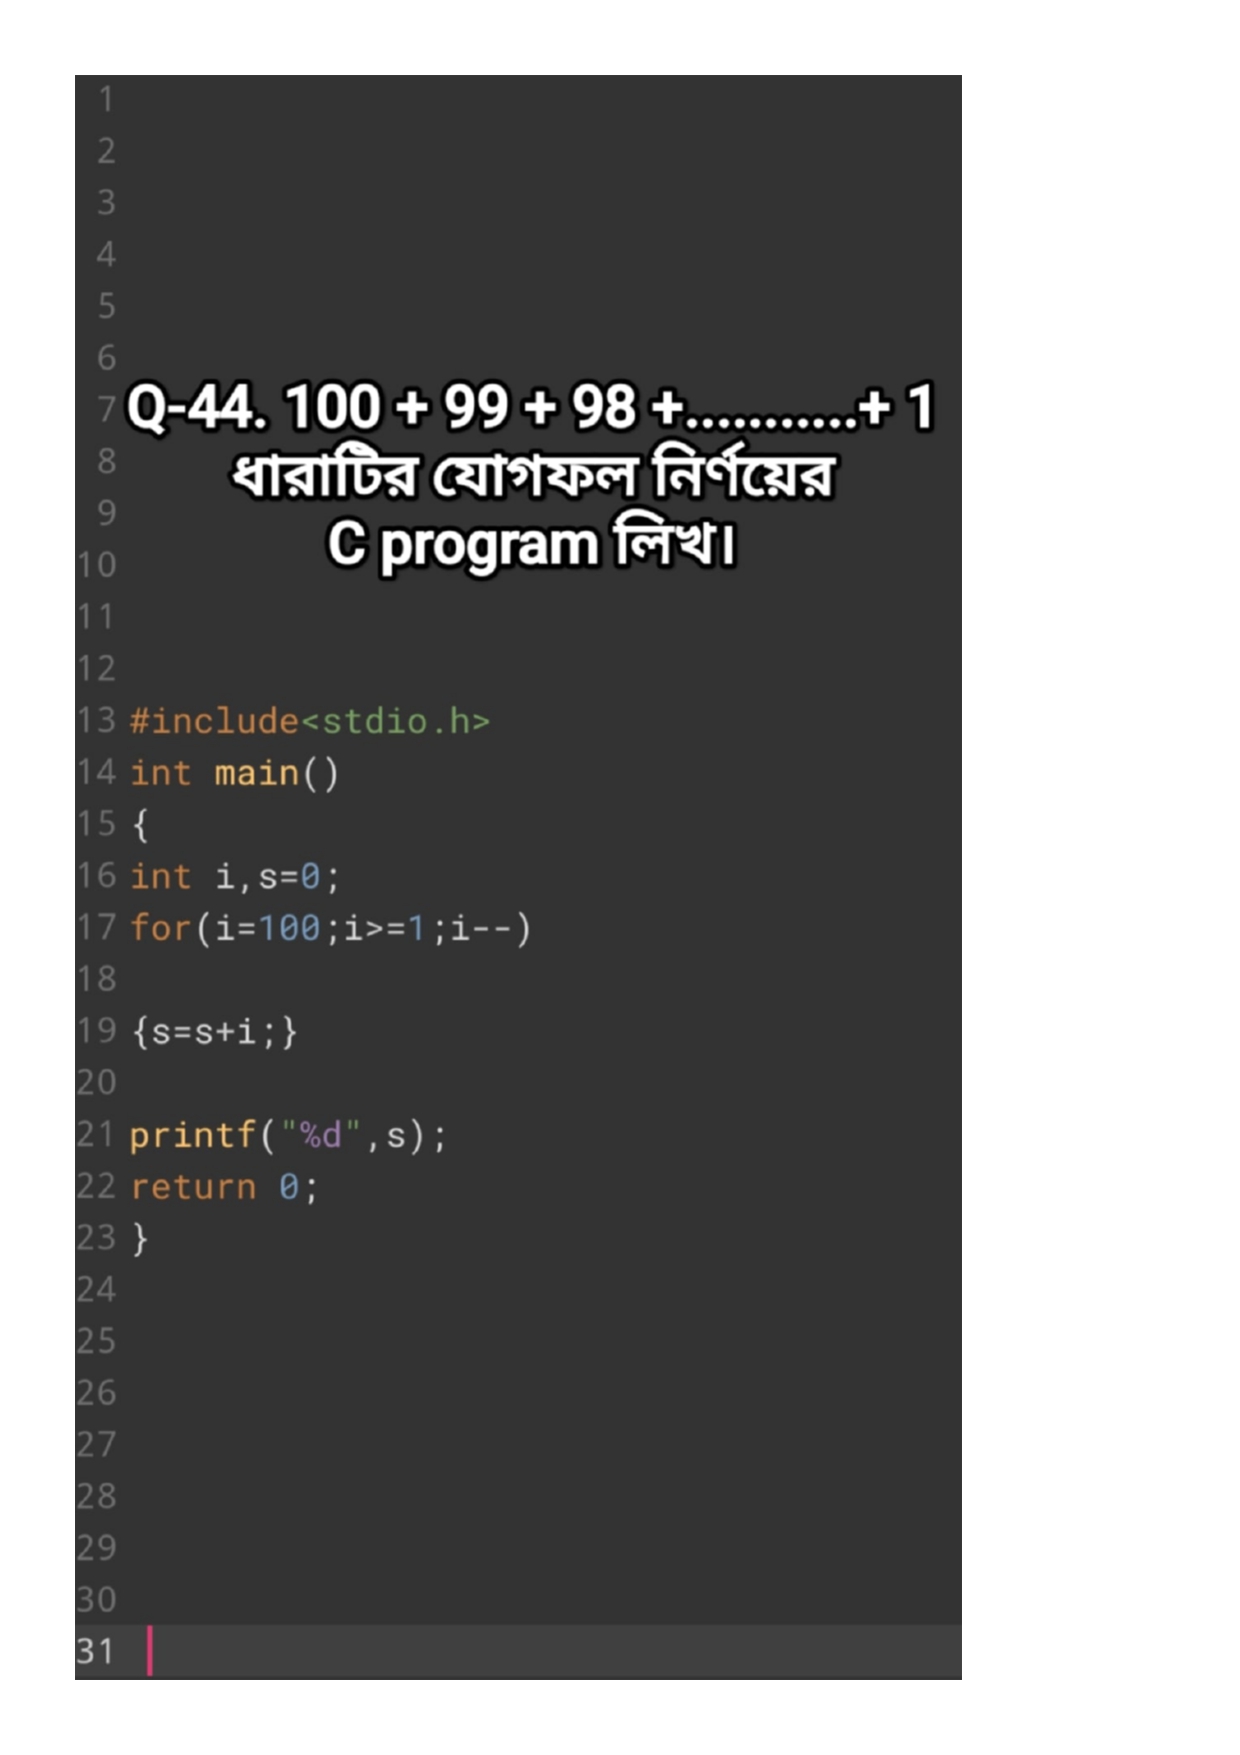 1
2
3
4
5
6
7 Q-44. 100 + 99 + 98 +...........+ 1
8 ধারাটির যোগফল নির্ণয়ের
9
10 C program লিখ।
11
12
13 #include<stdio.h>
14 int main()
15 {
16 int i,s=0;
17 for(i=100;i>=1;i--)
18
19 {s=s+i;}
20
21 printf("%d",s);
22 return 0;
23 }
24
25
26
27
28
29
30
31